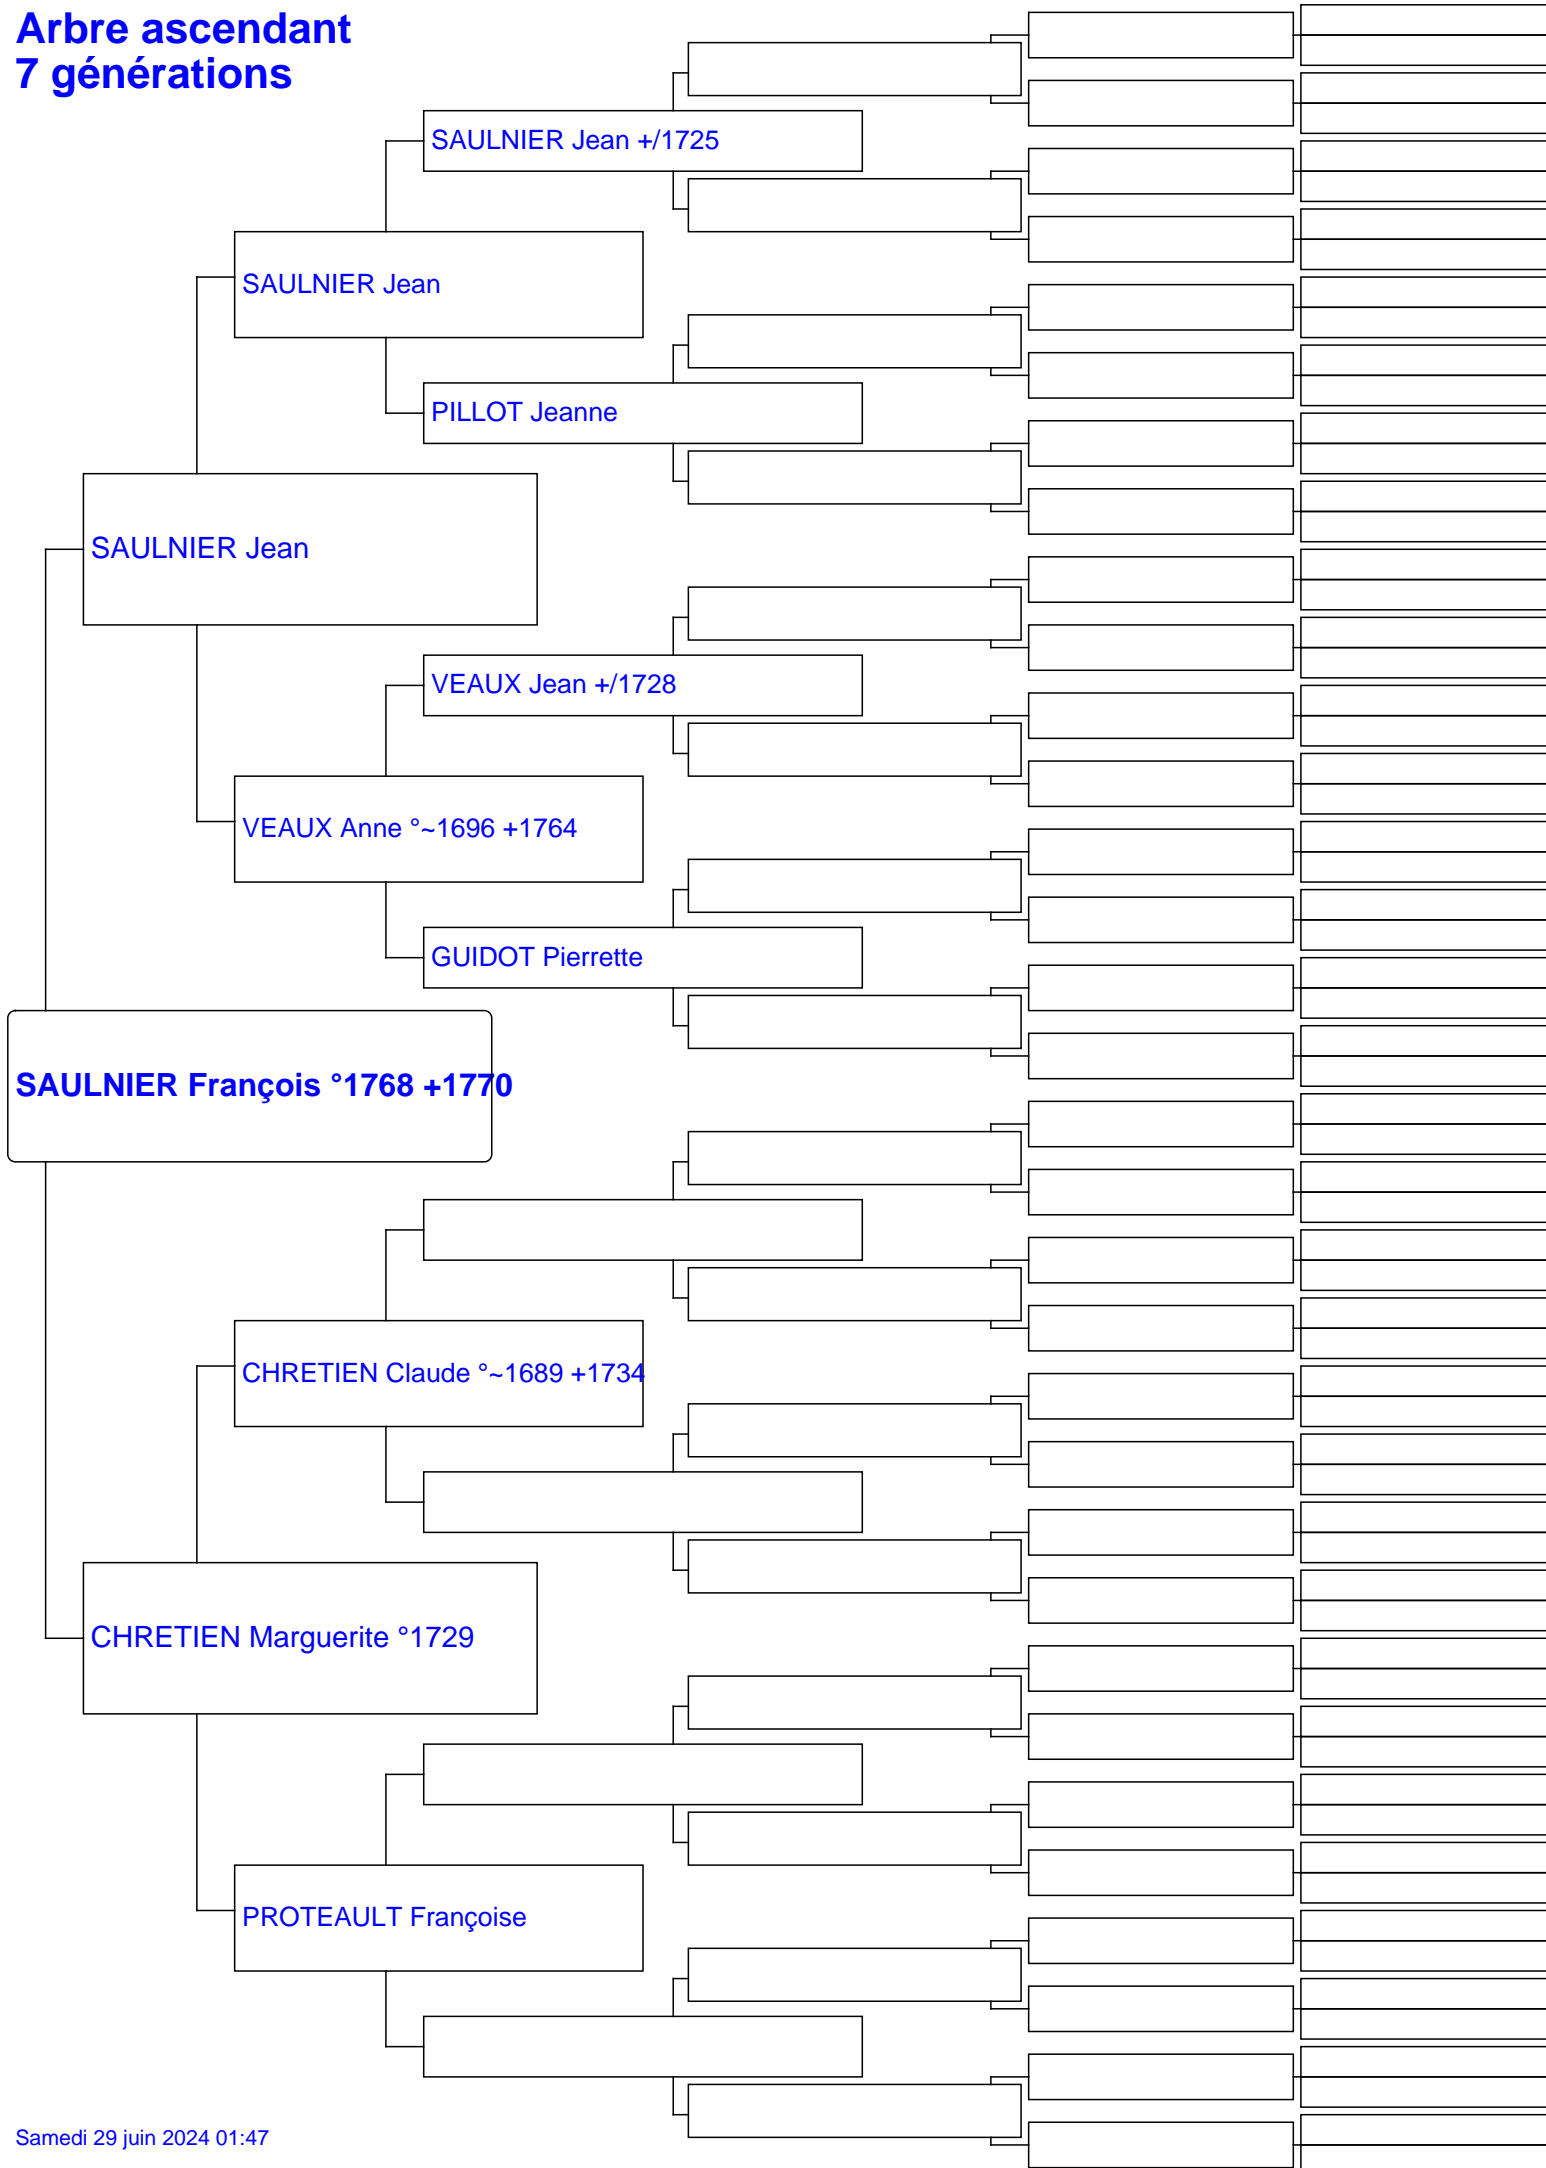 Arbre ascendant
7 générations
SAULNIER Jean +/1725
SAULNIER Jean
PILLOT Jeanne
SAULNIER Jean
VEAUX Jean +/1728
VEAUX Anne °~1696 +1764
GUIDOT Pierrette
SAULNIER François °1768 +1770
CHRETIEN Claude °~1689 +1734
CHRETIEN Marguerite °1729
PROTEAULT Françoise
Samedi 29 juin 2024 01:47